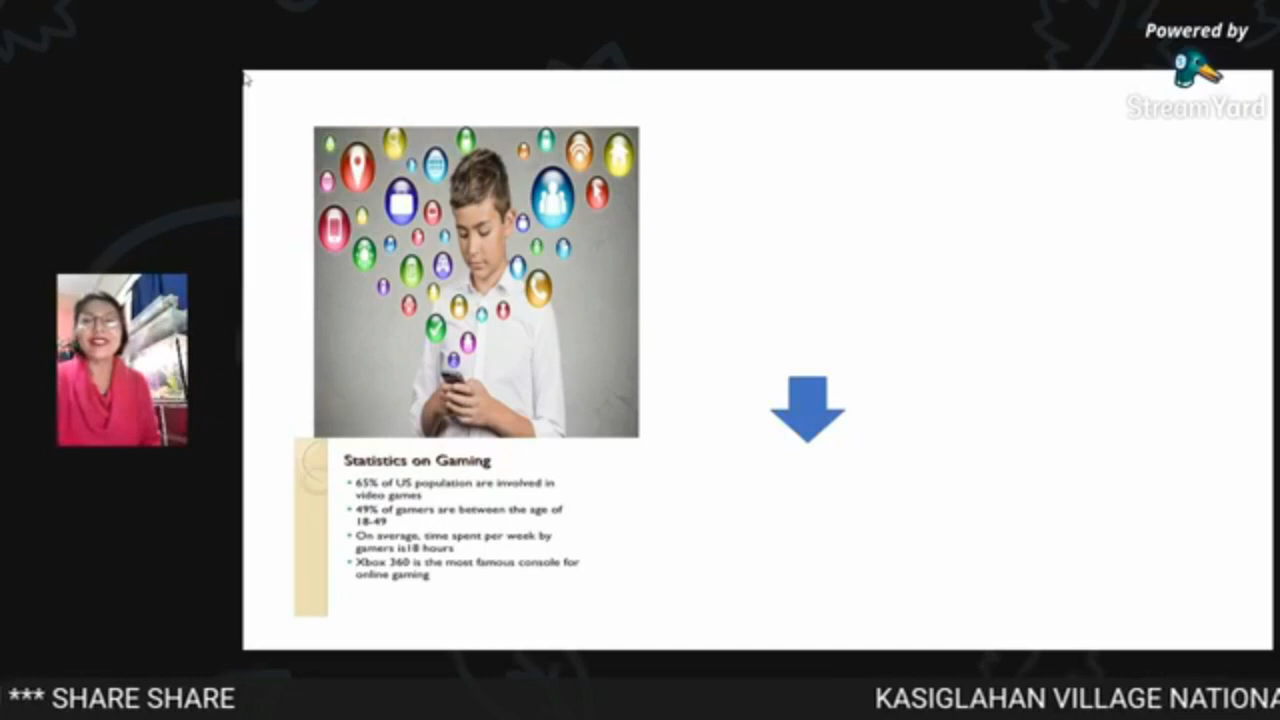 Powered by
StreamYard
Statistics on Gaming
• 65% of US population are involved in
video games
• 49% of gamers are between the age of
18-49
• On average, time spent per week by
gamers is18 hours
• Xbox 360 is the most famous console for
online gaming
*** SHARE SHARE
KASIGLAHAN VILLAGE NATIONA